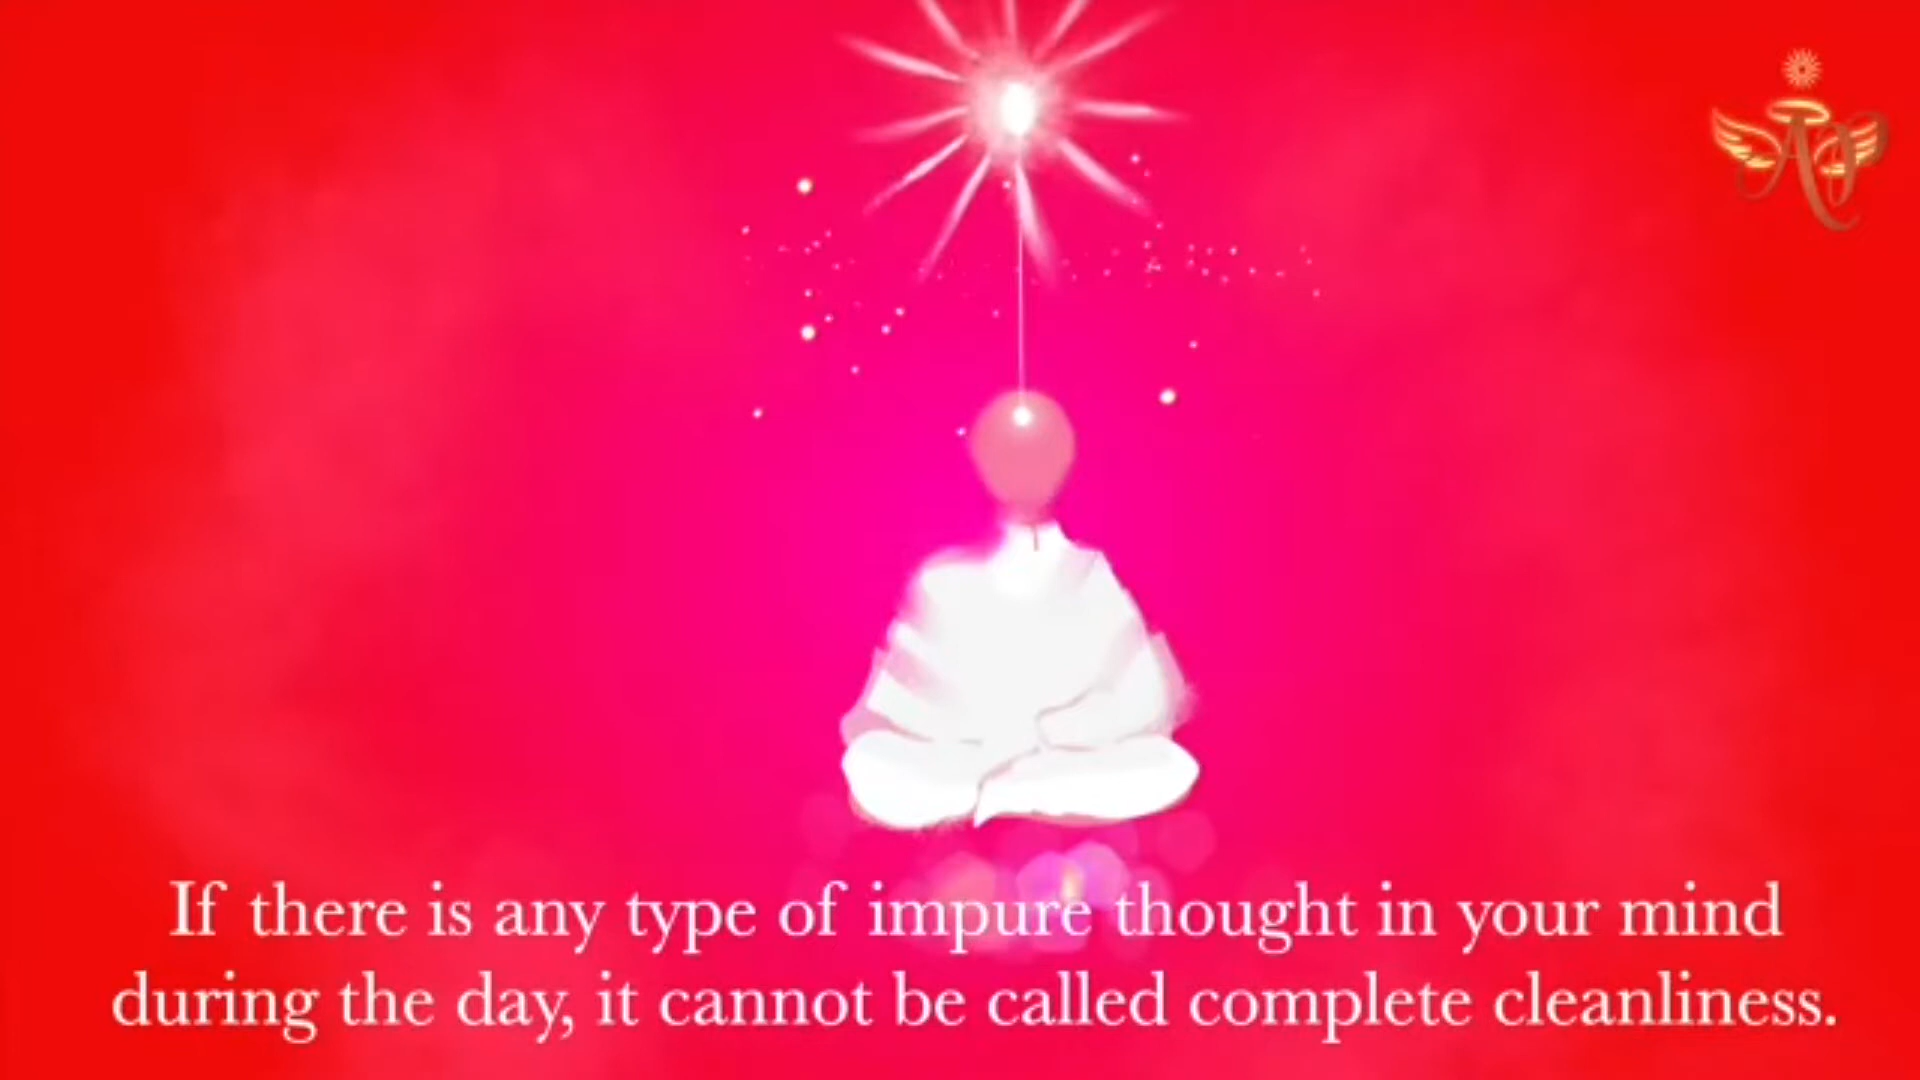 If there is any type of impure thought in your mind
during the day, it cannot be called complete cleanliness.